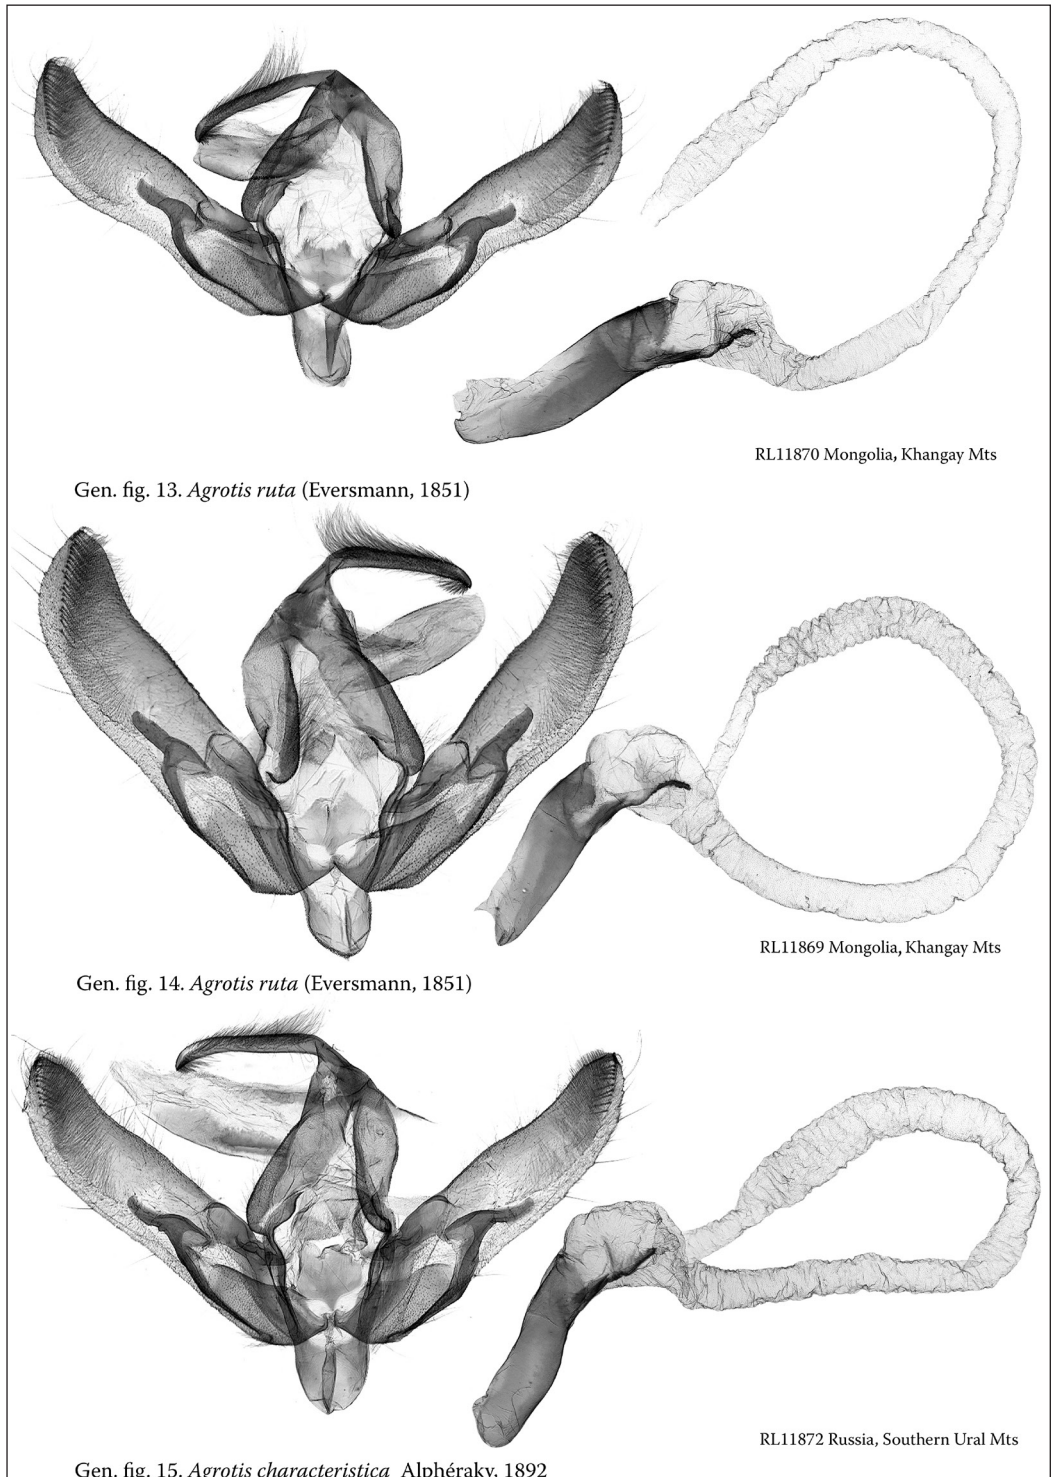 RL11870 Mongolia, Khangay Mts
Gen. fig. 13. Agrotis ruta (Eversmann, 1851)
RL11869 Mongolia, Khangay Mts
Gen. fig. 14. Agrotis ruta (Eversmann, 1851)
RL11872 Russia, Southern Ural Mts
Gen. fig. 15. Agrotis characteristica Alphéraky, 1892